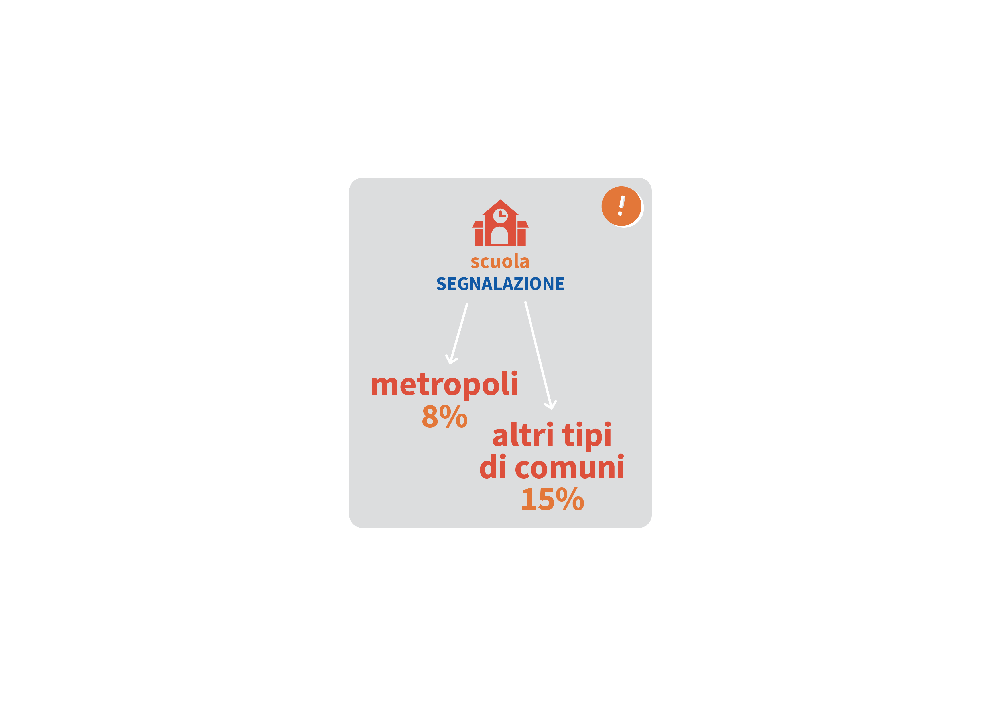 !
scuola
SEGNALAZIONE
metropoli
8%
altri tipi
di comuni
15%